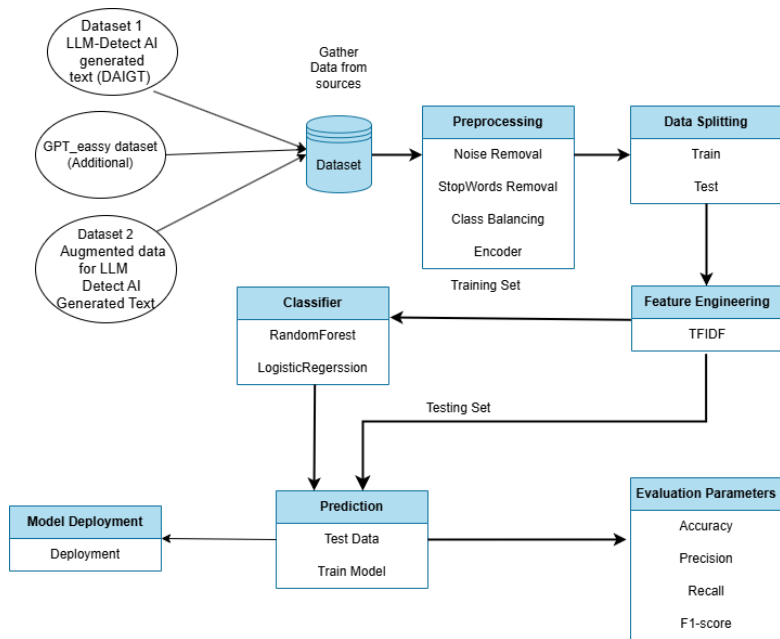 Dataset 1
LLM-Detect AI
generated
text (DAIGT)
Gather
Data from
sources
GPT_eassy dataset
(Additional)
Dataset
Dataset 2
Augmented data
for LLM
Detect AI
Generated Text
Preprocessing
Noise Removal
StopWords Removal
Class Balancing
Encoder
Data Splitting
Train
Test
Training Set
Feature Engineering
TFIDF
Classifier
RandomForest
LogisticRegerssion
Testing Set
Prediction
Test Data
Train Model
Model Deployment
Deployment
Evaluation Parameters
Accuracy
Precision
Recall
F1-score